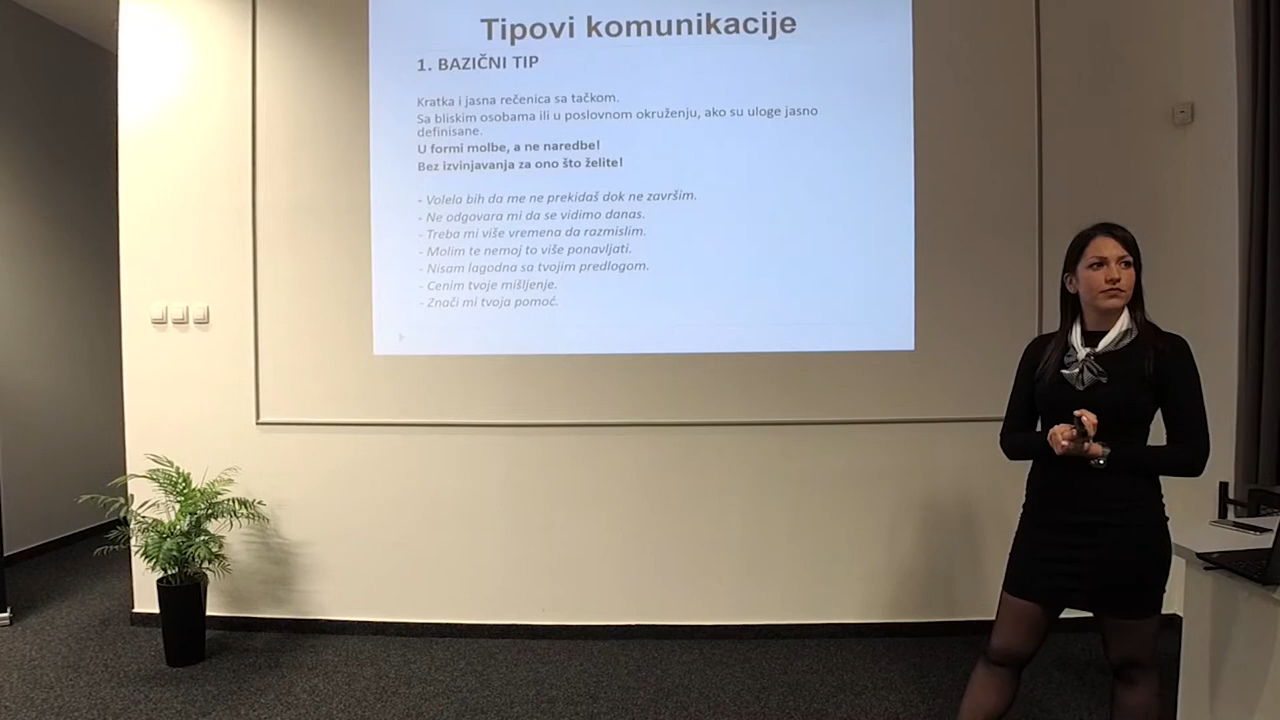 Tipovi komunikacije
1. BAZIČNI TIP
Kratka i jasna rečenica sa tačkom.
Sa bliskim osobama ili u poslovnom okruženju, ako su uloge jasno
definisane.
U formi molbe, a ne naredbe!
Bez izvinjavanja za ono što želite!
- Volela bih da me ne prekidaš dok ne završim.
- Ne odgovara mi da se vidimo danas.
- Treba mi više vremena da razmislim.
- Molim te nemoj to više ponavljati.
- Nisam lagodna sa tvojim predlogom.
- Cenim tvoje mišljenje.
- Znači mi tvoja pomoć.